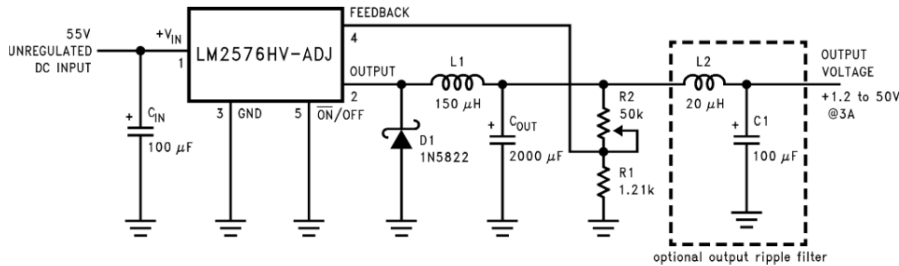 55V
UNREGULATED
DC INPUT
+VIN
1
CIN
+
100 μF
LM2576HV-ADJ
FEEDBACK
4
OUTPUT
2
3
GND
5
ON/OFF
D1
1N5822
L1
150 μH
+
COUT
2000 μF
R2
50k
R1
1.21k
L2
20 μH
+
C1
100 μF
OUTPUT
VOLTAGE
+1.2 to 50V
@3A
optional output ripple filter